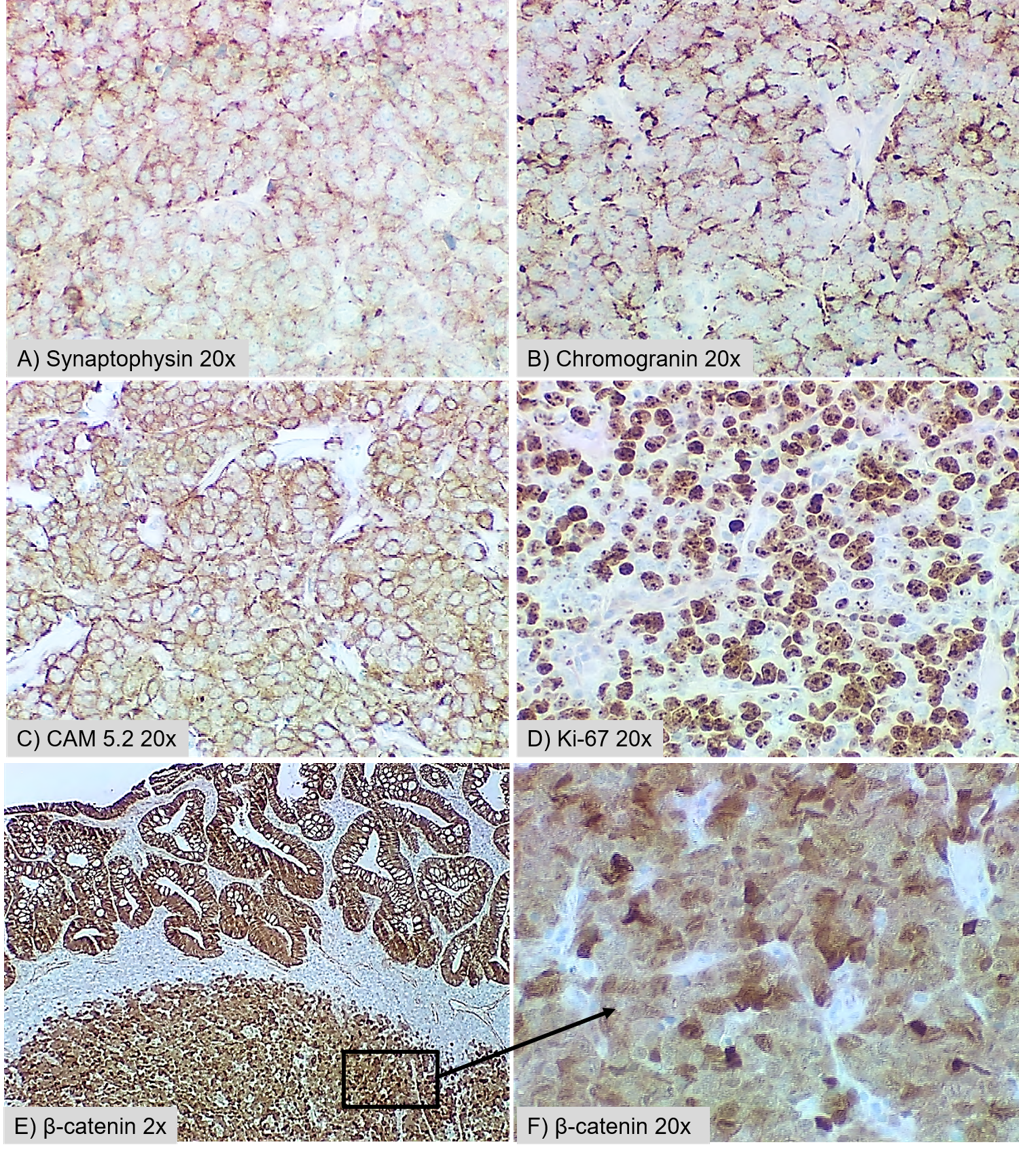 A) Synaptophysin 20x
B) Chromogranin 20x
C) CAM 5.2 20x
D) Ki-67 20x
E) β-catenin 2x
F) β-catenin 20x